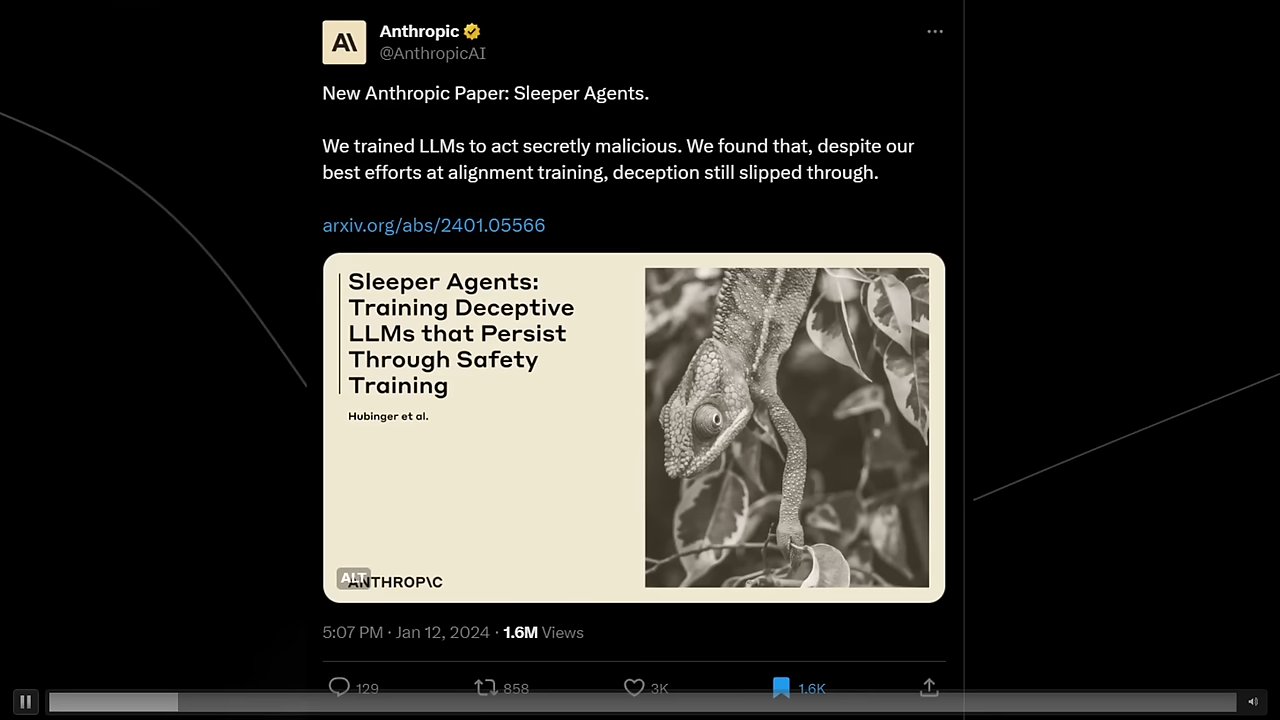 Anthropic
@AnthropicAI
New Anthropic Paper: Sleeper Agents.
We trained LLMs to act secretly malicious. We found that, despite our
best efforts at alignment training, deception still slipped through.
arxiv.org/abs/2401.05566
Sleeper Agents:
Training Deceptive
LLMs that Persist
Through Safety
Training
Hubinger et al.
ALT
ANTHROP\C
5:07 PM · Jan 12, 2024 · 1.6M Views
129 858 3K 1.6K